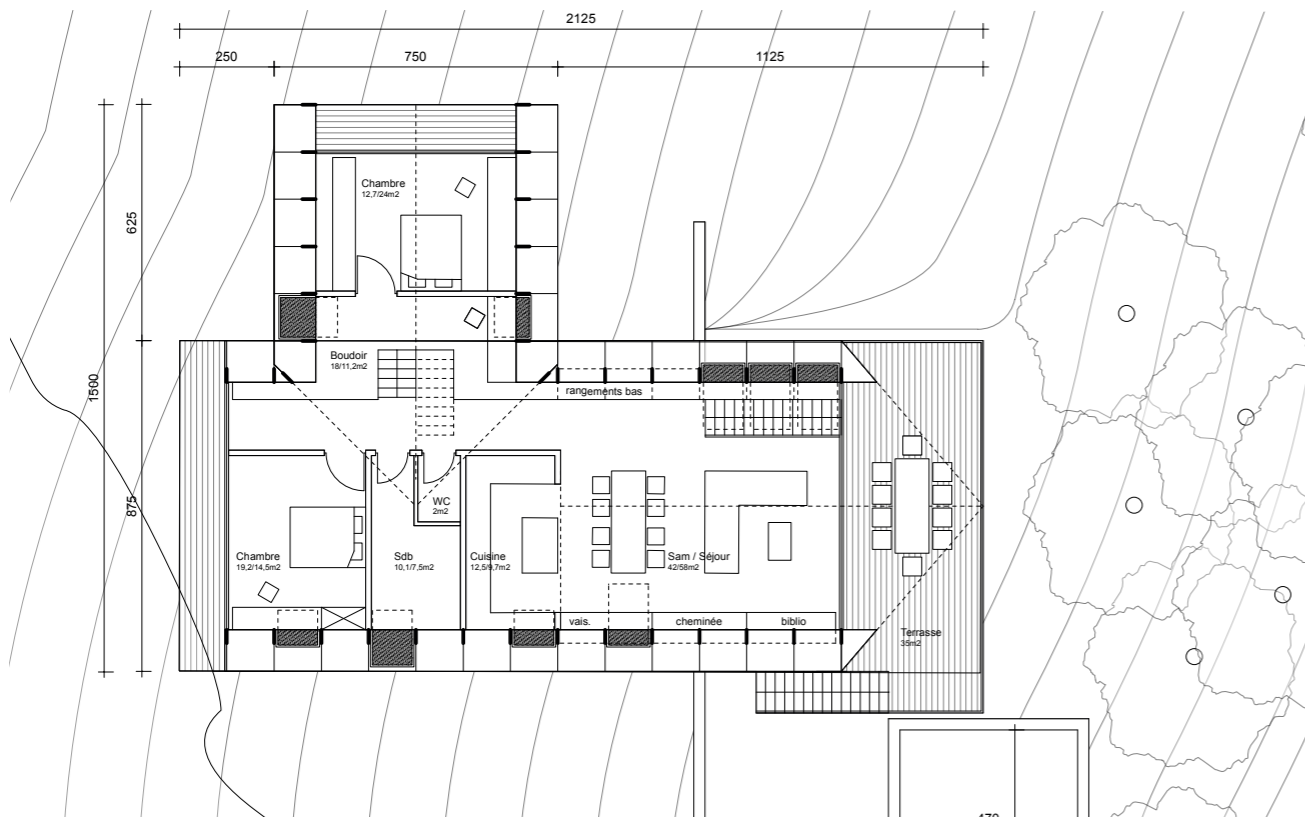 2125
250
750
1125
Chambre
12,7/24m2
625
1500
Boudoir
18/11,2m2
rangements bas
875
WC
2m2
Chambre
19,2/14,5m2
Sdb
10,1/7,5m2
Cuisine
12,5/9,7m2
Sam / Séjour
42/58m2
vais.
cheminée
biblio
Terrasse
35m2